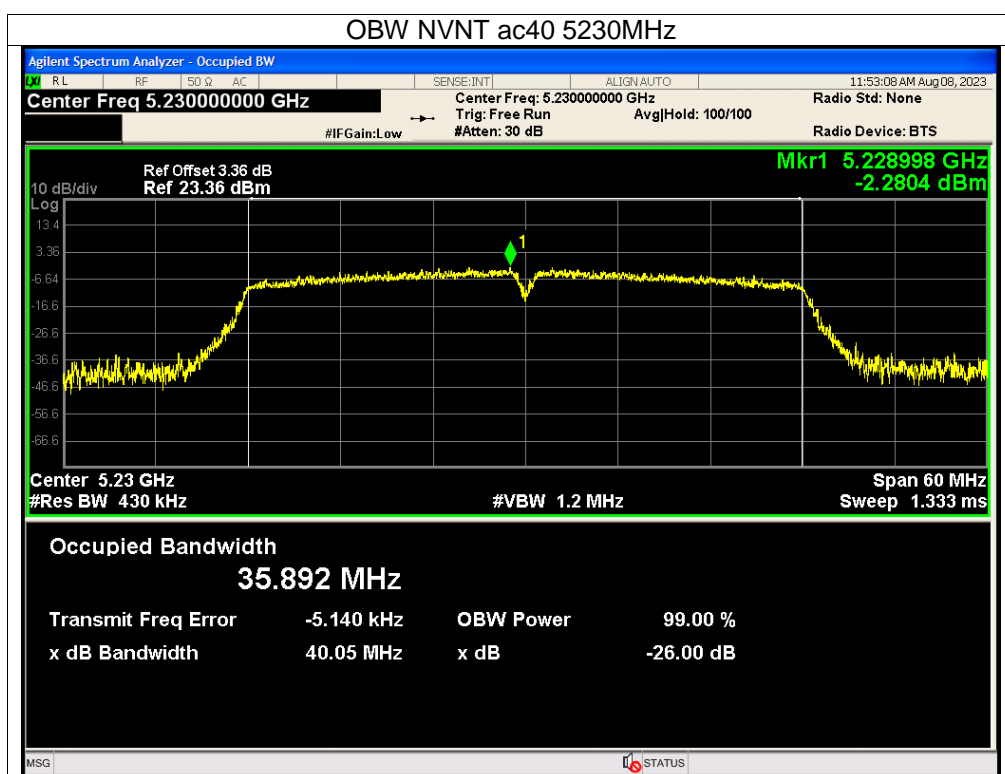 OBW NVNT ac40 5230MHz
Agilent Spectrum Analyzer - Occupied BW
LXI RL RF 50 Ω AC SENSE:INT ALIGN AUTO 11:53:08 AM Aug 08, 2023
Center Freq 5.230000000 GHz Center Freq: 5.230000000 GHz Radio Std: None
Trig: Free Run Avg|Hold: 100/100
#IFGain:Low #Atten: 30 dB Radio Device: BTS
Mkr1 5.228998 GHz
Ref Offset 3.36 dB
10 dB/div Ref 23.36 dBm -2.2804 dBm
Log
13.4
1
3.36
-6.64
-16.6
-26.6
-36.6
-46.6
-56.6
-66.6
Center 5.23 GHz Span 60 MHz
#Res BW 430 kHz #VBW 1.2 MHz Sweep 1.333 ms
Occupied Bandwidth
35.892 MHz
Transmit Freq Error -5.140 kHz OBW Power 99.00 %
x dB Bandwidth 40.05 MHz x dB -26.00 dB
MSG STATUS